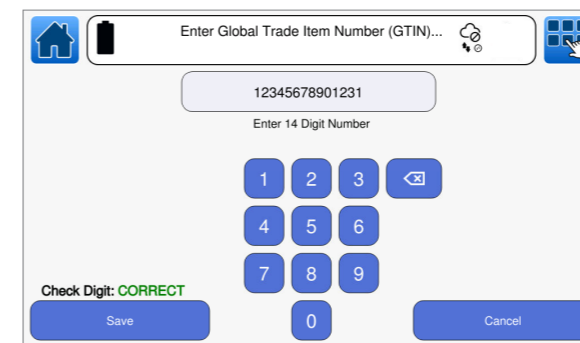 Enter Global Trade Item Number (GTIN)...
12345678901231
Enter 14 Digit Number
1 2 3
4 5 6
7 8 9
Check Digit: CORRECT
Save 0 Cancel